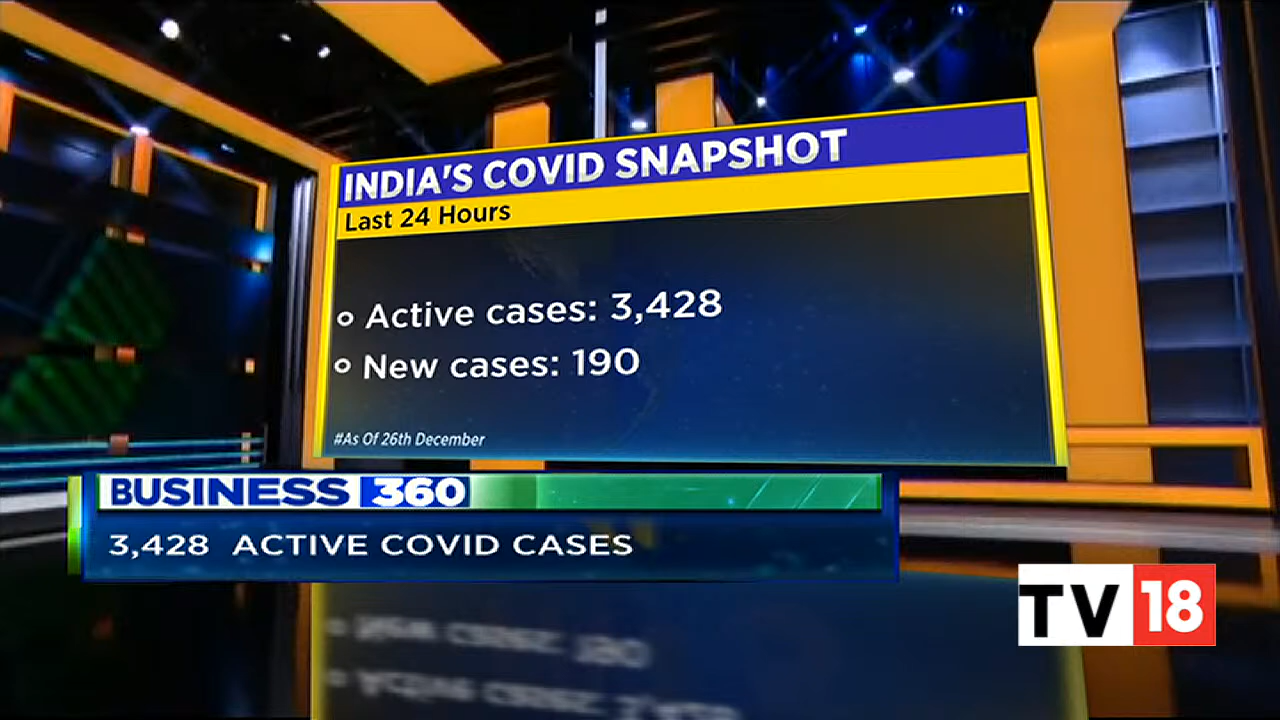 INDIA'S COVID SNAPSHOT
Last 24 Hours
Active cases: 3,428
New cases: 190
#As Of 26th December
BUSINESS 360
3,428 ACTIVE COVID CASES
TV18